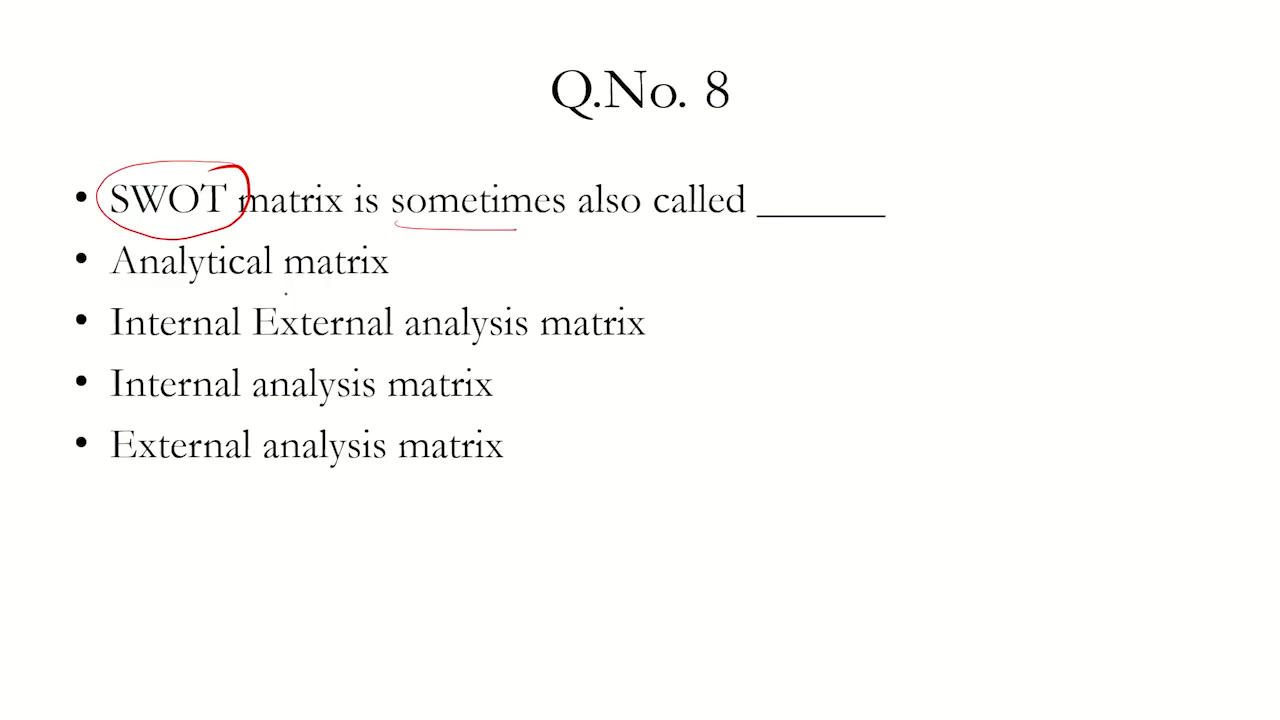 Q.No. 8
• SWOT matrix is sometimes also called ______
• Analytical matrix
• Internal External analysis matrix
• Internal analysis matrix
• External analysis matrix